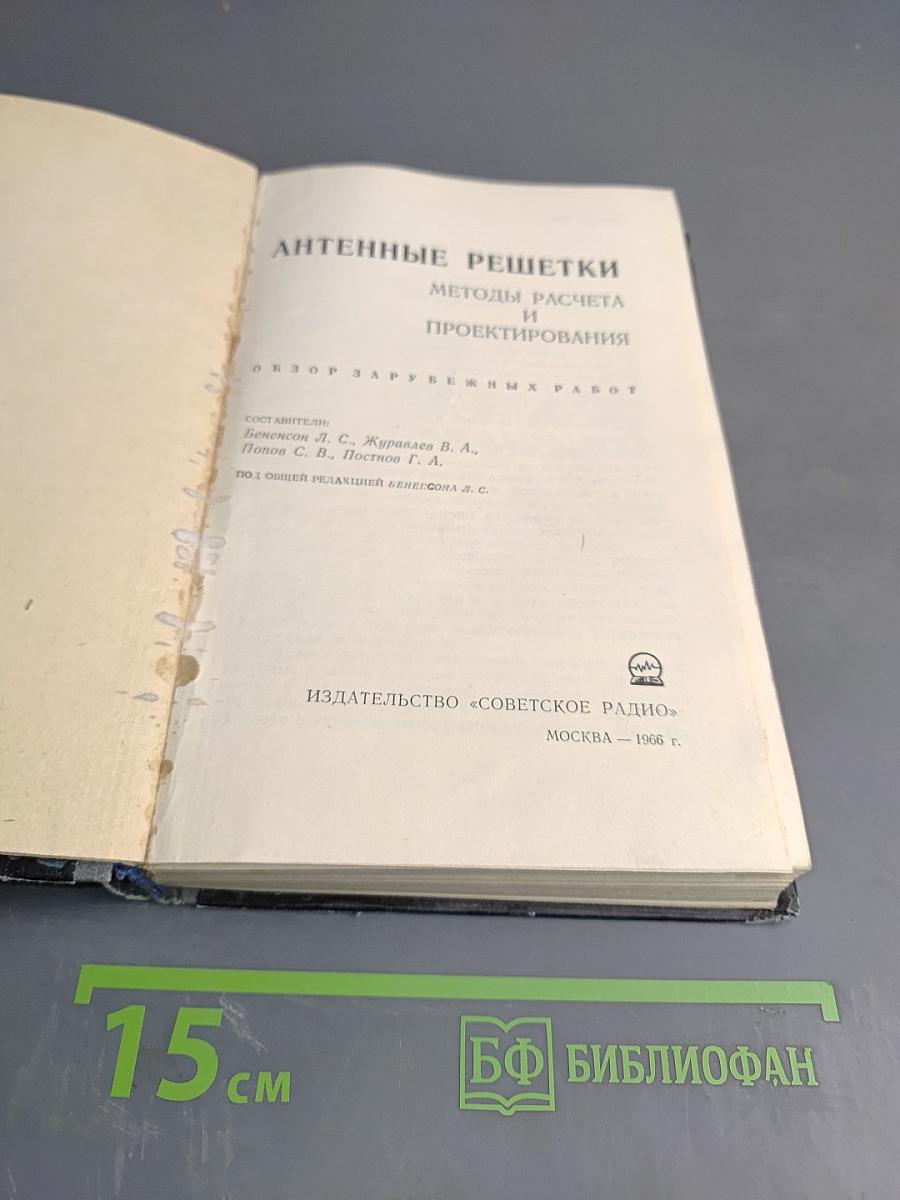 АНТЕННЫЕ РЕШЕТКИ
МЕТОДЫ РАСЧЕТА
И
ПРОЕКТИРОВАНИЯ
ОБЗОР ЗАРУБЕЖНЫХ РАБОТ
СОСТАВИТЕЛИ:
Бененсон Л. С., Журавлев В. А.,
Попов С. В., Постнов Г. А.
ПОД ОБЩЕЙ РЕДАКЦИЕЙ БЕНЕНСОНА Л. С.
ИЗДАТЕЛЬСТВО «СОВЕТСКОЕ РАДИО»
МОСКВА — 1966 г.
15 см
БФ БИБЛИОФАН